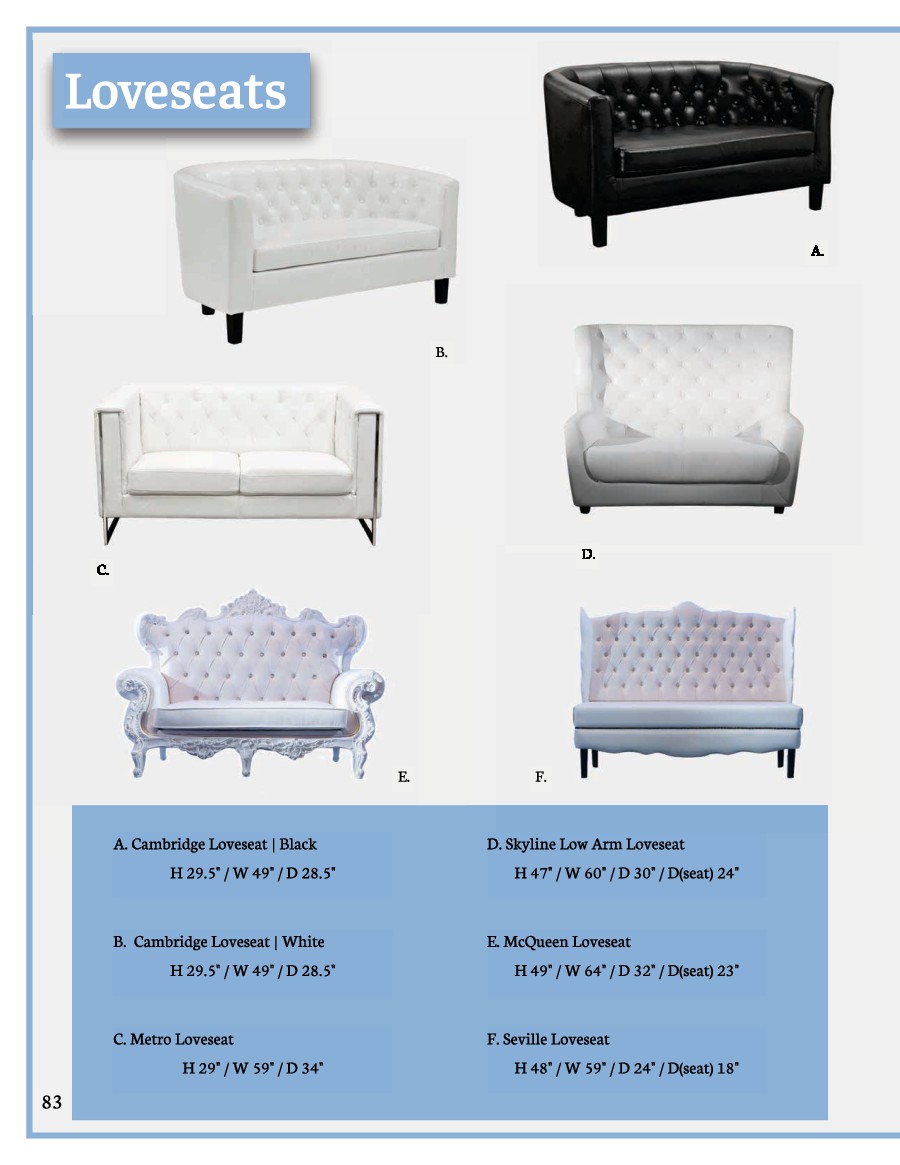 Loveseats
A.
B.
C.
D.
E.
F.
A. Cambridge Loveseat | Black
H 29.5" / W 49" / D 28.5"
B. Cambridge Loveseat | White
H 29.5" / W 49" / D 28.5"
C. Metro Loveseat
H 29" / W 59" / D 34"
D. Skyline Low Arm Loveseat
H 47" / W 60" / D 30" / D(seat) 24"
E. McQueen Loveseat
H 49" / W 64" / D 32" / D(seat) 23"
F. Seville Loveseat
H 48" / W 59" / D 24" / D(seat) 18"
83